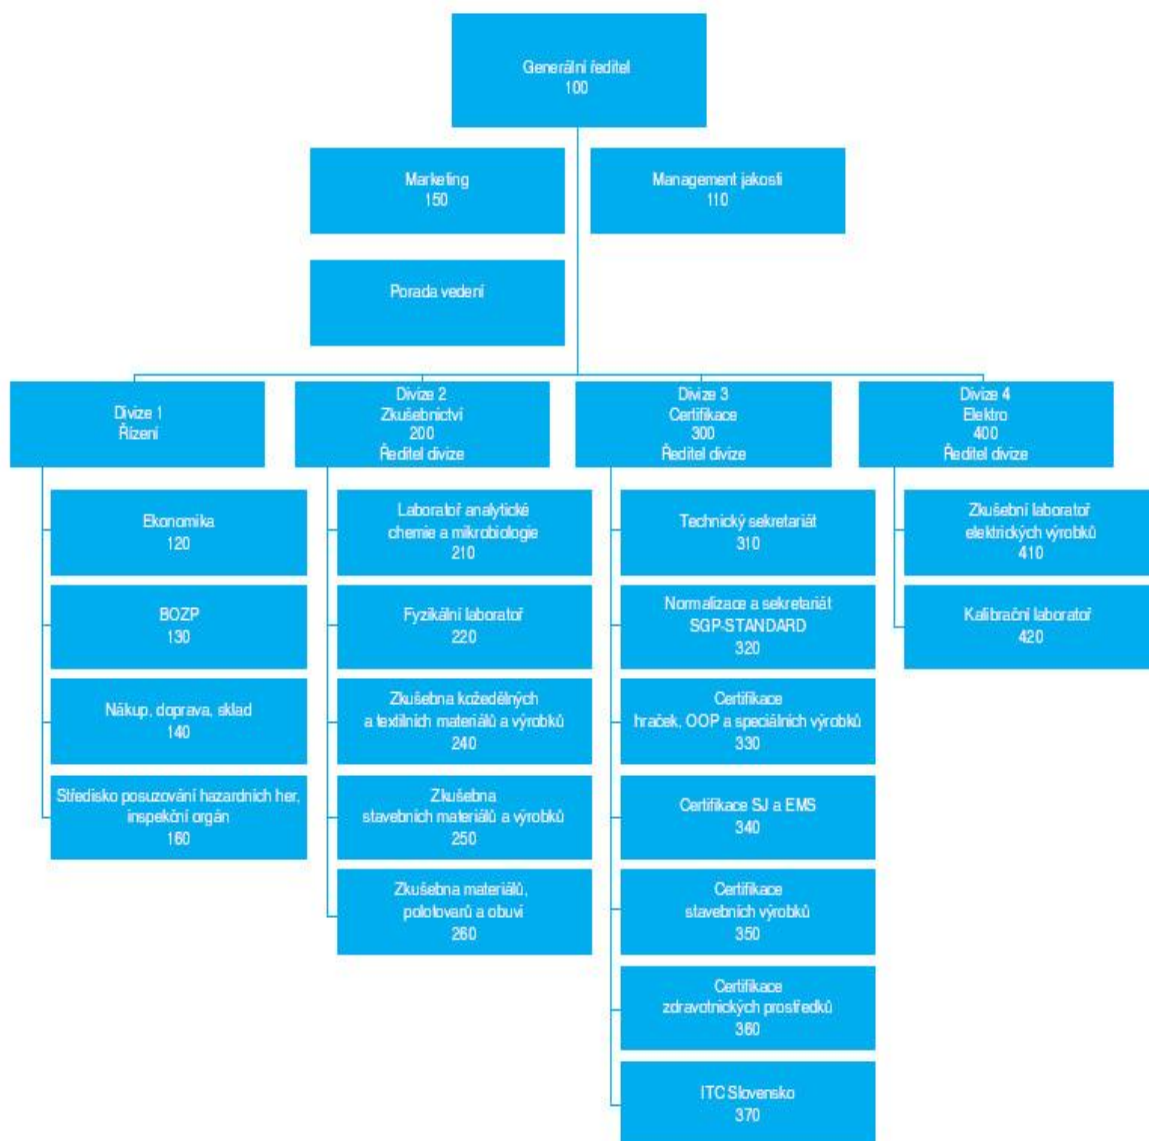 Generální ředitel
100
Marketing
150
Management jakosti
110
Porada vedení
Divize 1
Řízení
Divize 2
Zkušebnictví
200
Ředitel divize
Divize 3
Certifikace
300
Ředitel divize
Divize 4
Elektro
400
Ředitel divize
Ekonomika
120
BOZP
130
Nákup, doprava, sklad
140
Středisko posuzování hazardních her,
inspekční orgán
160
Laboratoř analytické
chemie a mikrobiologie
210
Fyzikální laboratoř
220
Zkušebna kožedělných
a textilních materiálů a výrobků
240
Zkušebna
stavebních materiálů a výrobků
250
Zkušebna materiálů,
polotovarů a obuvi
260
Technický sekretariát
310
Normalizace a sekretariát
SGP-STANDARD
320
Certifikace
hraček, OOP a speciálních výrobků
330
Certifikace SJ a EMS
340
Certifikace
stavebních výrobků
350
Certifikace
zdravotnických prostředků
360
ITC Slovensko
370
Zkušební laboratoř
elektrických výrobků
410
Kalibrační laboratoř
420